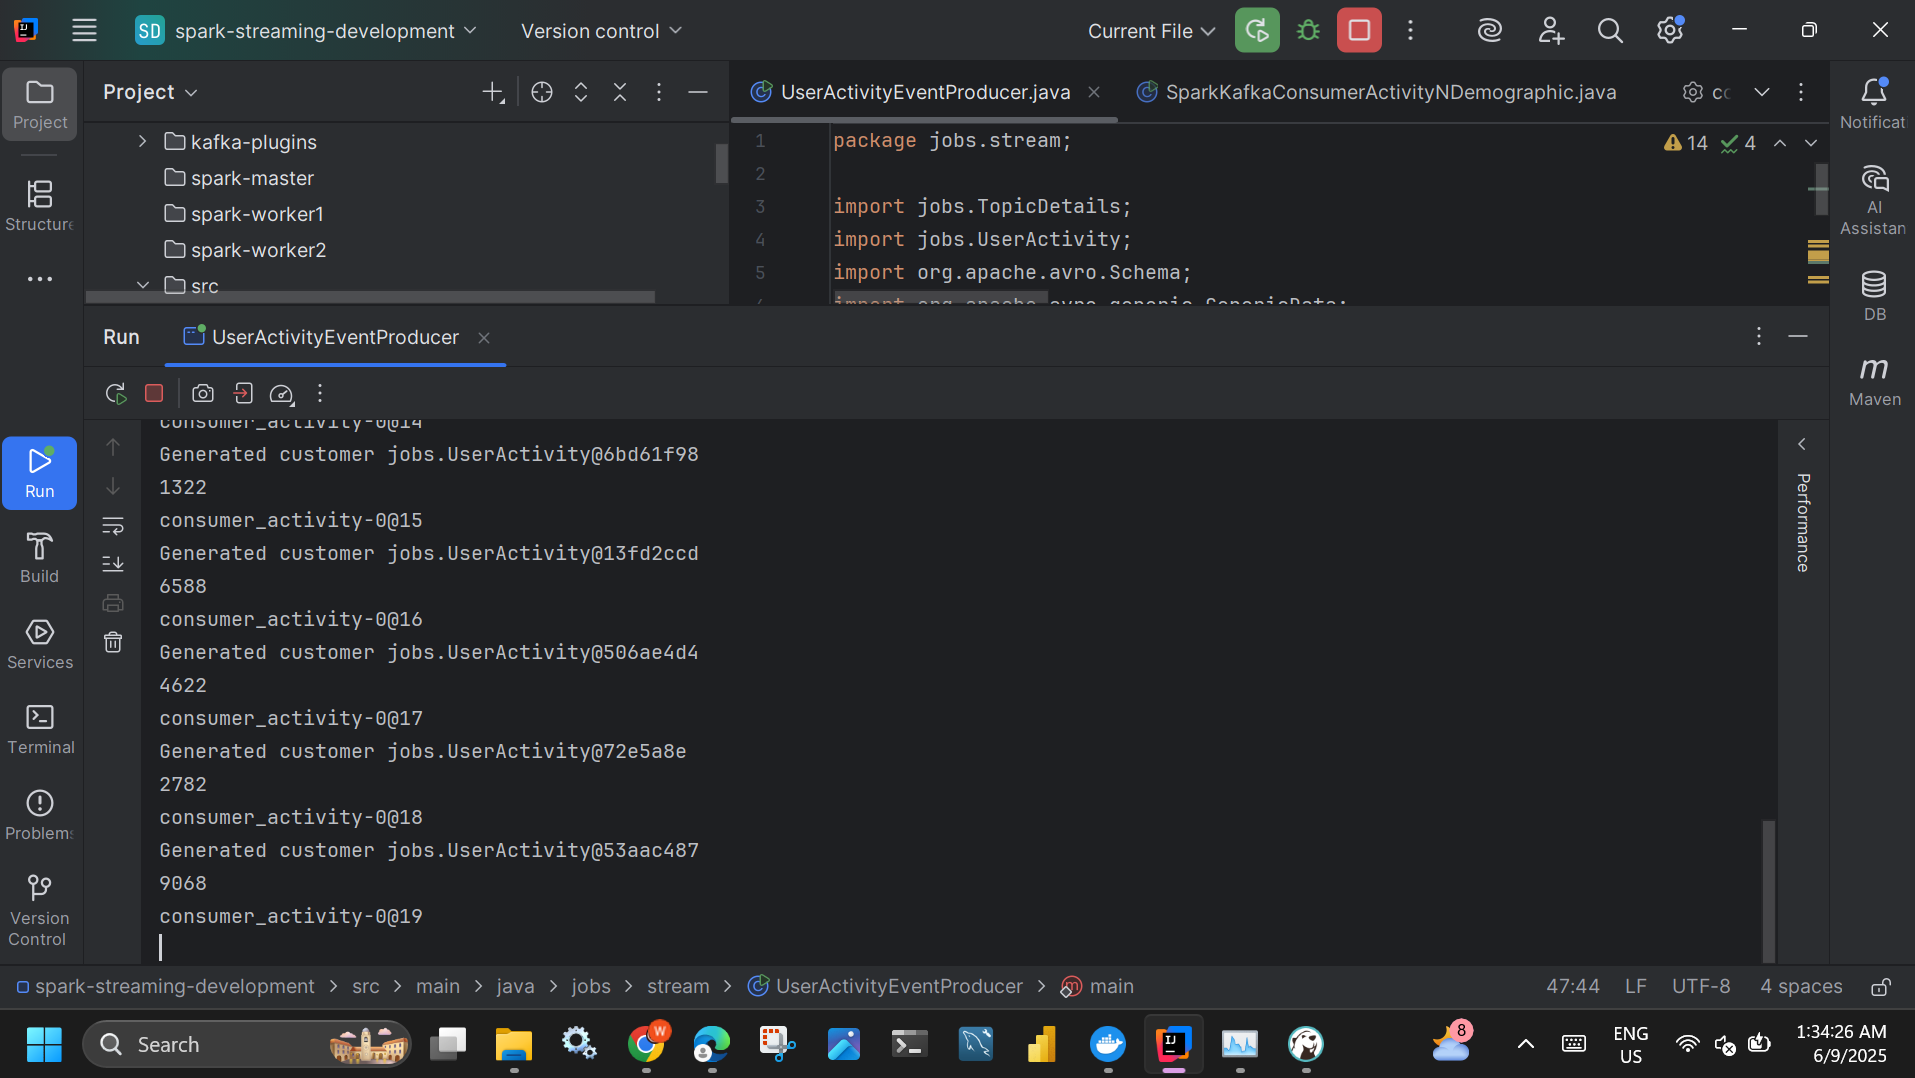 SD spark-streaming-development Version control Current File
Project
UserActivityEventProducer.java SparkKafkaConsumerActivityNDemographic.java
Project
kafka-plugins
spark-master
spark-worker1
spark-worker2
src
1 package jobs.stream;
2
3 import jobs.TopicDetails;
4 import jobs.UserActivity;
5 import org.apache.avro.Schema;
import org.apache.avro.generic.GenericData;
14 4
Structure
Notificat
AI
Assistan
DB
Maven
Run UserActivityEventProducer
consumer_activity-0@14
Generated customer jobs.UserActivity@6bd61f98
1322
consumer_activity-0@15
Generated customer jobs.UserActivity@13fd2ccd
6588
consumer_activity-0@16
Generated customer jobs.UserActivity@506ae4d4
4622
consumer_activity-0@17
Generated customer jobs.UserActivity@72e5a8e
2782
consumer_activity-0@18
Generated customer jobs.UserActivity@53aac487
9068
consumer_activity-0@19
Performance
Run
Build
Services
Terminal
Problems
Version
Control
spark-streaming-development > src > main > java > jobs > stream > UserActivityEventProducer > main
47:44 LF UTF-8 4 spaces
Search
W
8
ENG
US
1:34:26 AM
6/9/2025